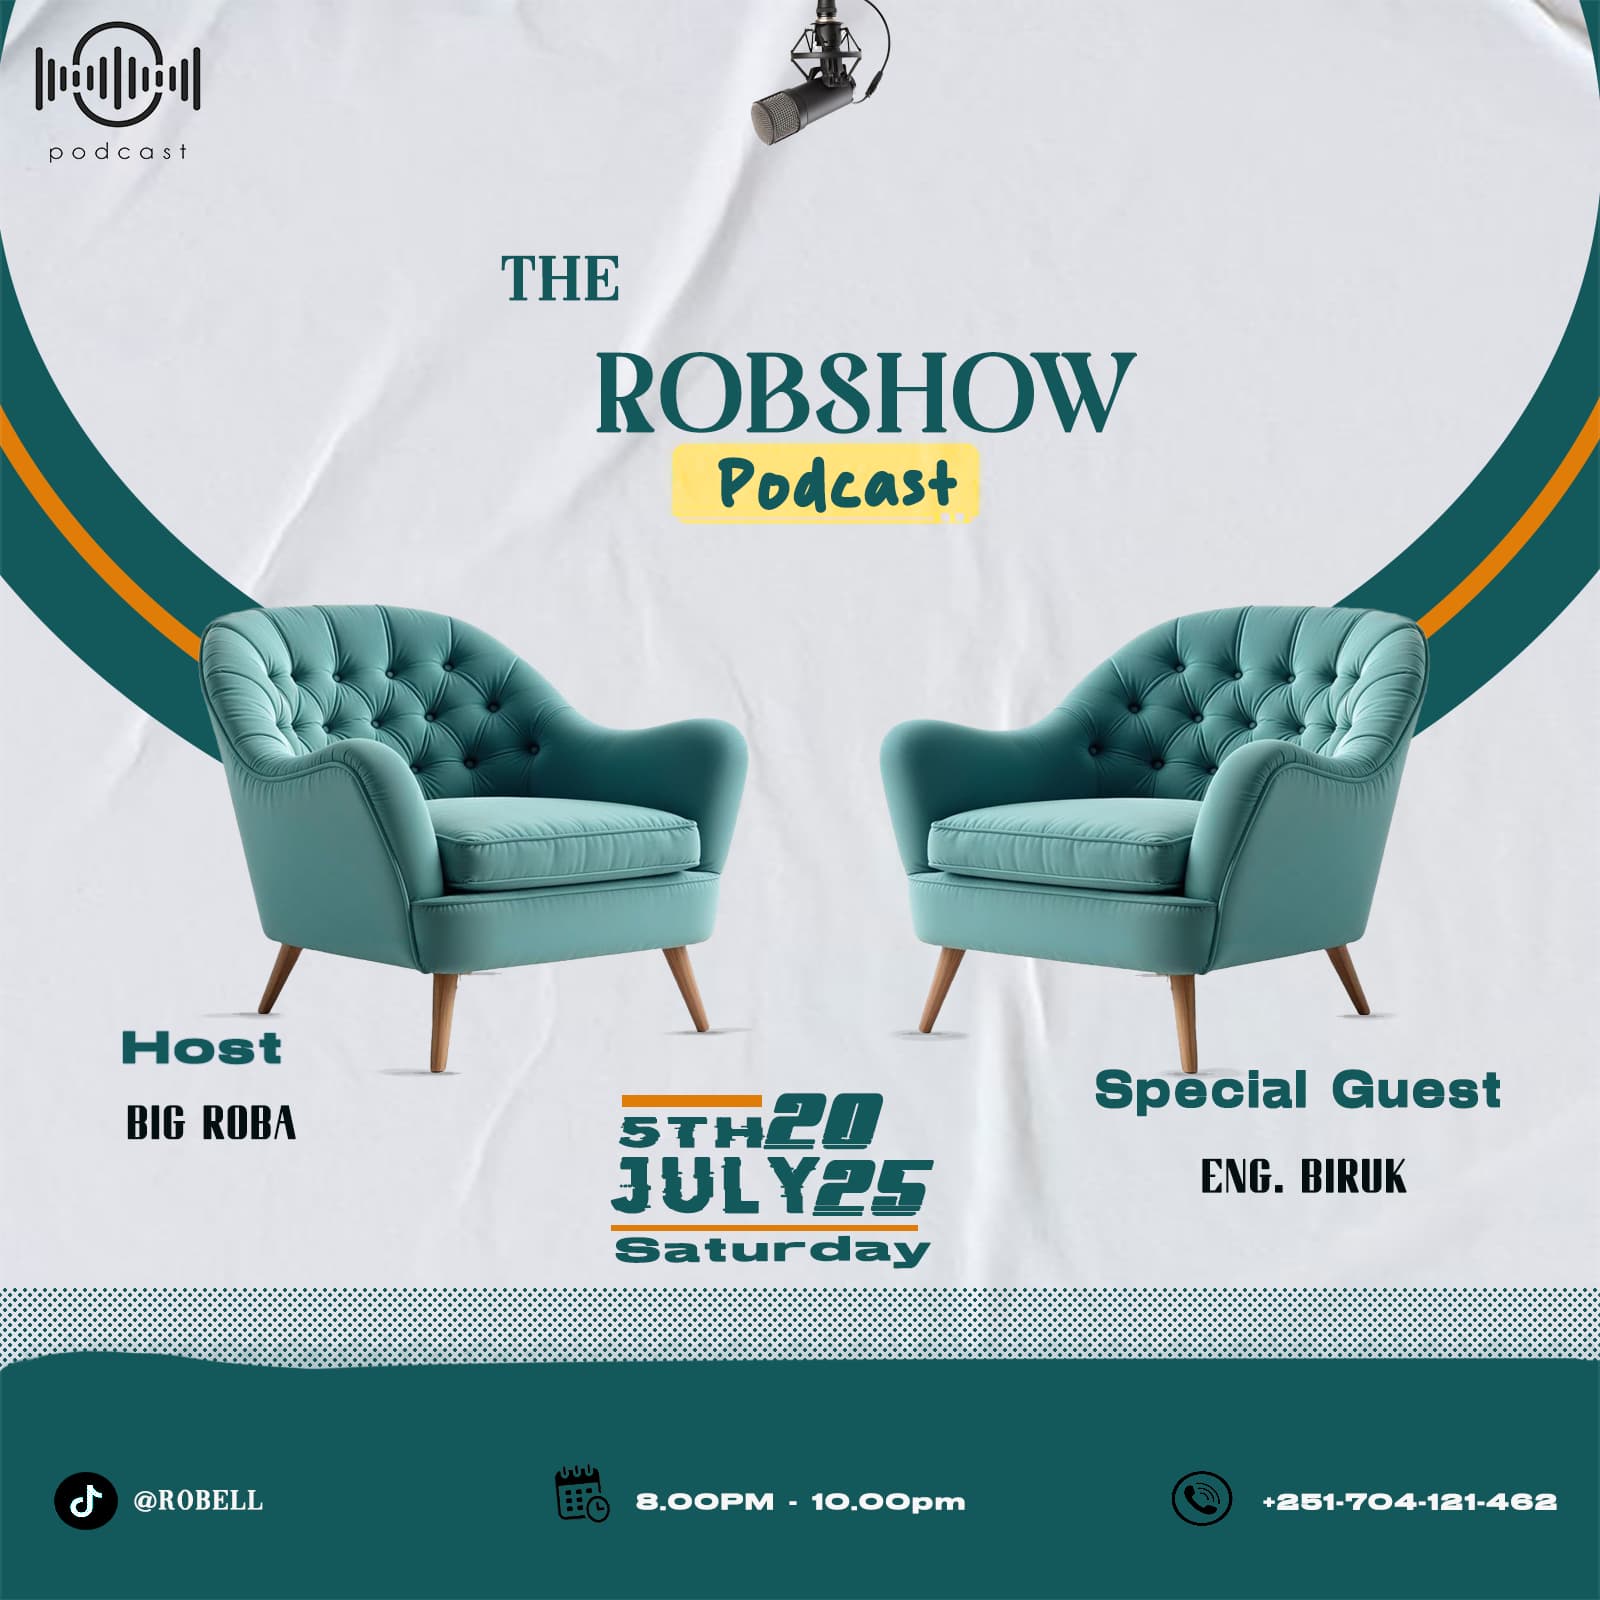 podcast
THE
ROBSHOW
Podcast
Host
BIG ROBA
Special Guest
ENG. BIRUK
5TH 20
JULY 25
Saturday
@ROBELL
8.00PM - 10.00pm
+251-704-121-462